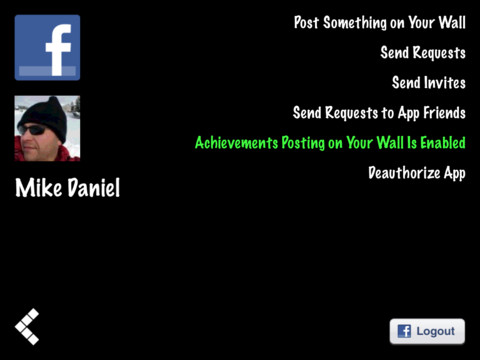 f
Post Something on Your Wall
Send Requests
Send Invites
Send Requests to App Friends
Achievements Posting on Your Wall Is Enabled
Deauthorize App
Mike Daniel
f Logout